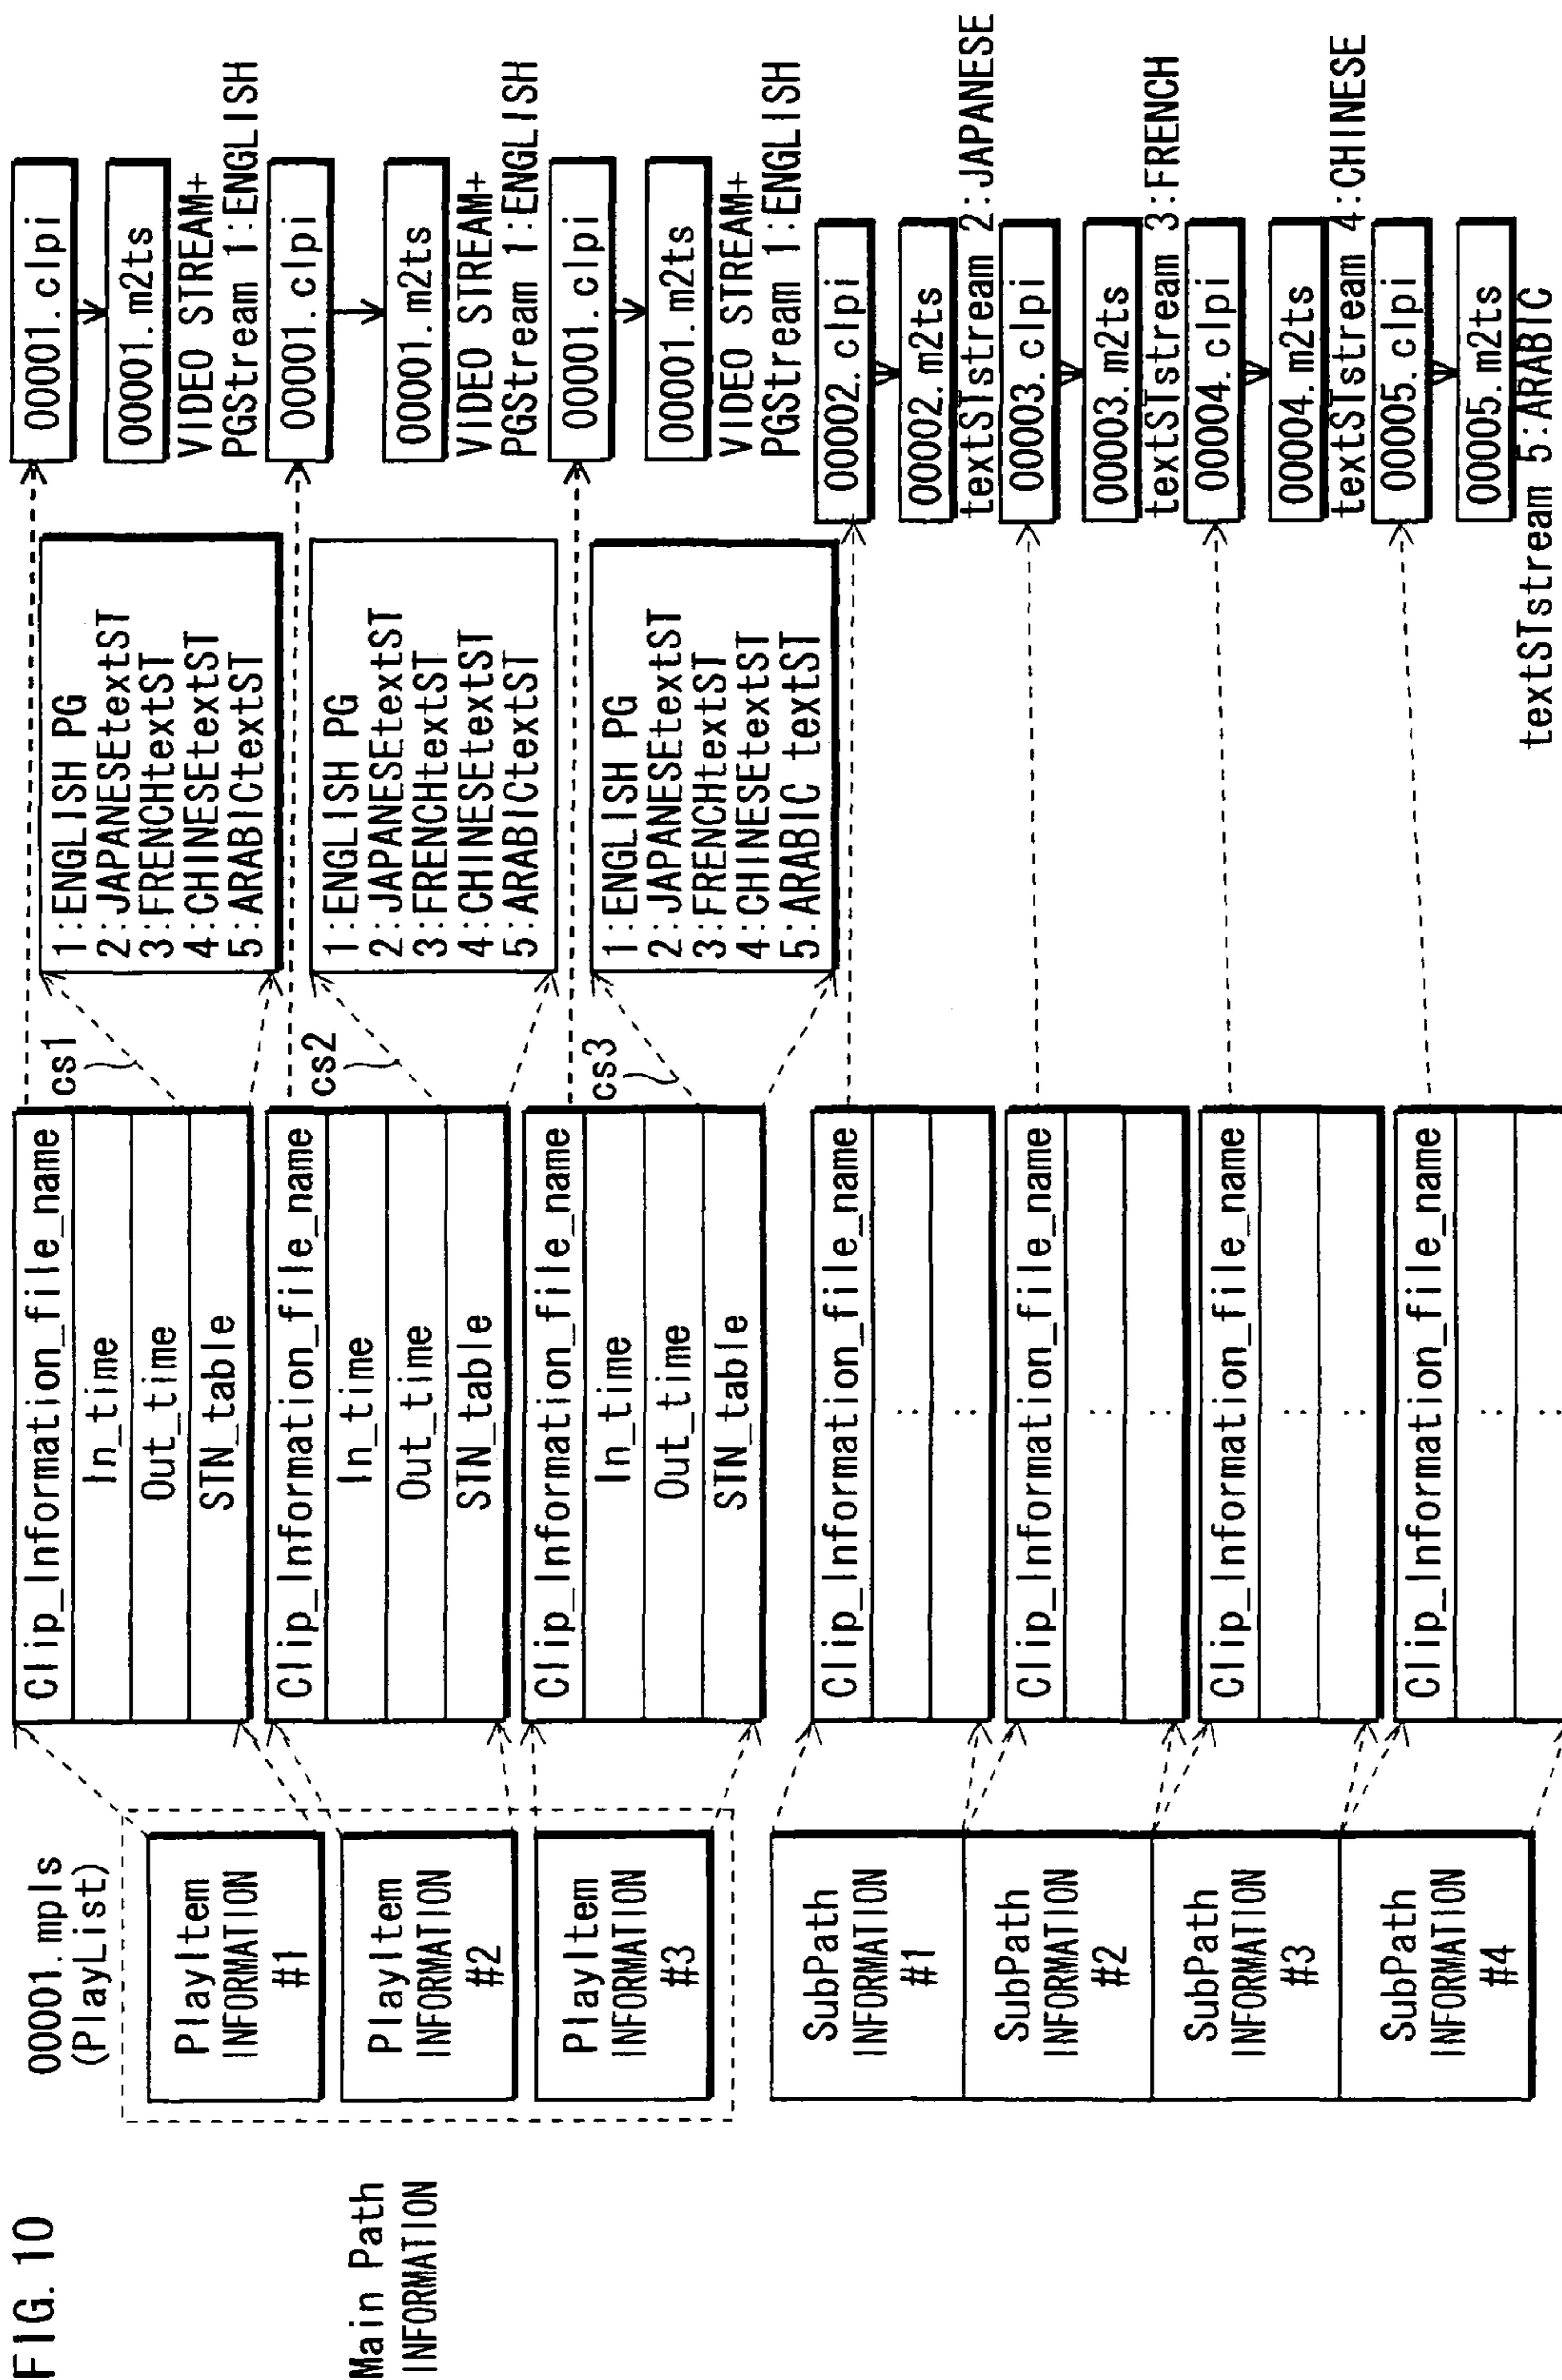 FIG. 10
00001.mpls
(PlayList)
Main Path
INFORMATION
PlayItem
INFORMATION
#1
PlayItem
INFORMATION
#2
PlayItem
INFORMATION
#3
SubPath
INFORMATION
#1
SubPath
INFORMATION
#2
SubPath
INFORMATION
#3
SubPath
INFORMATION
#4
Clip_Information_file_name
In_time
Out_time
STN_table
Clip_Information_file_name
In_time
Out_time
STN_table
Clip_Information_file_name
In_time
Out_time
STN_table
Clip_Information_file_name
Clip_Information_file_name
Clip_Information_file_name
Clip_Information_file_name
cs1
cs2
cs3
1:ENGLISH PG
2:JAPANESEtextST
3:FRENCHtextST
4:CHINESEtextST
5:ARABICtextST
1:ENGLISH PG
2:JAPANESEtextST
3:FRENCHtextST
4:CHINESEtextST
5:ARABICtextST
1:ENGLISH PG
2:JAPANESEtextST
3:FRENCHtextST
4:CHINESEtextST
5:ARABIC textST
00001.clpi
00001.m2ts
VIDEO STREAM+
PGStream 1:ENGLISH
00001.clpi
00001.m2ts
VIDEO STREAM+
PGStream 1:ENGLISH
00001.clpi
00001.m2ts
VIDEO STREAM+
PGStream 1:ENGLISH
00002.clpi
00002.m2ts
textSTstream 2:JAPANESE
00003.clpi
00003.m2ts
textSTstream 3:FRENCH
00004.clpi
00004.m2ts
textSTstream 4:CHINESE
00005.clpi
00005.m2ts
textSTstream 5:ARABIC